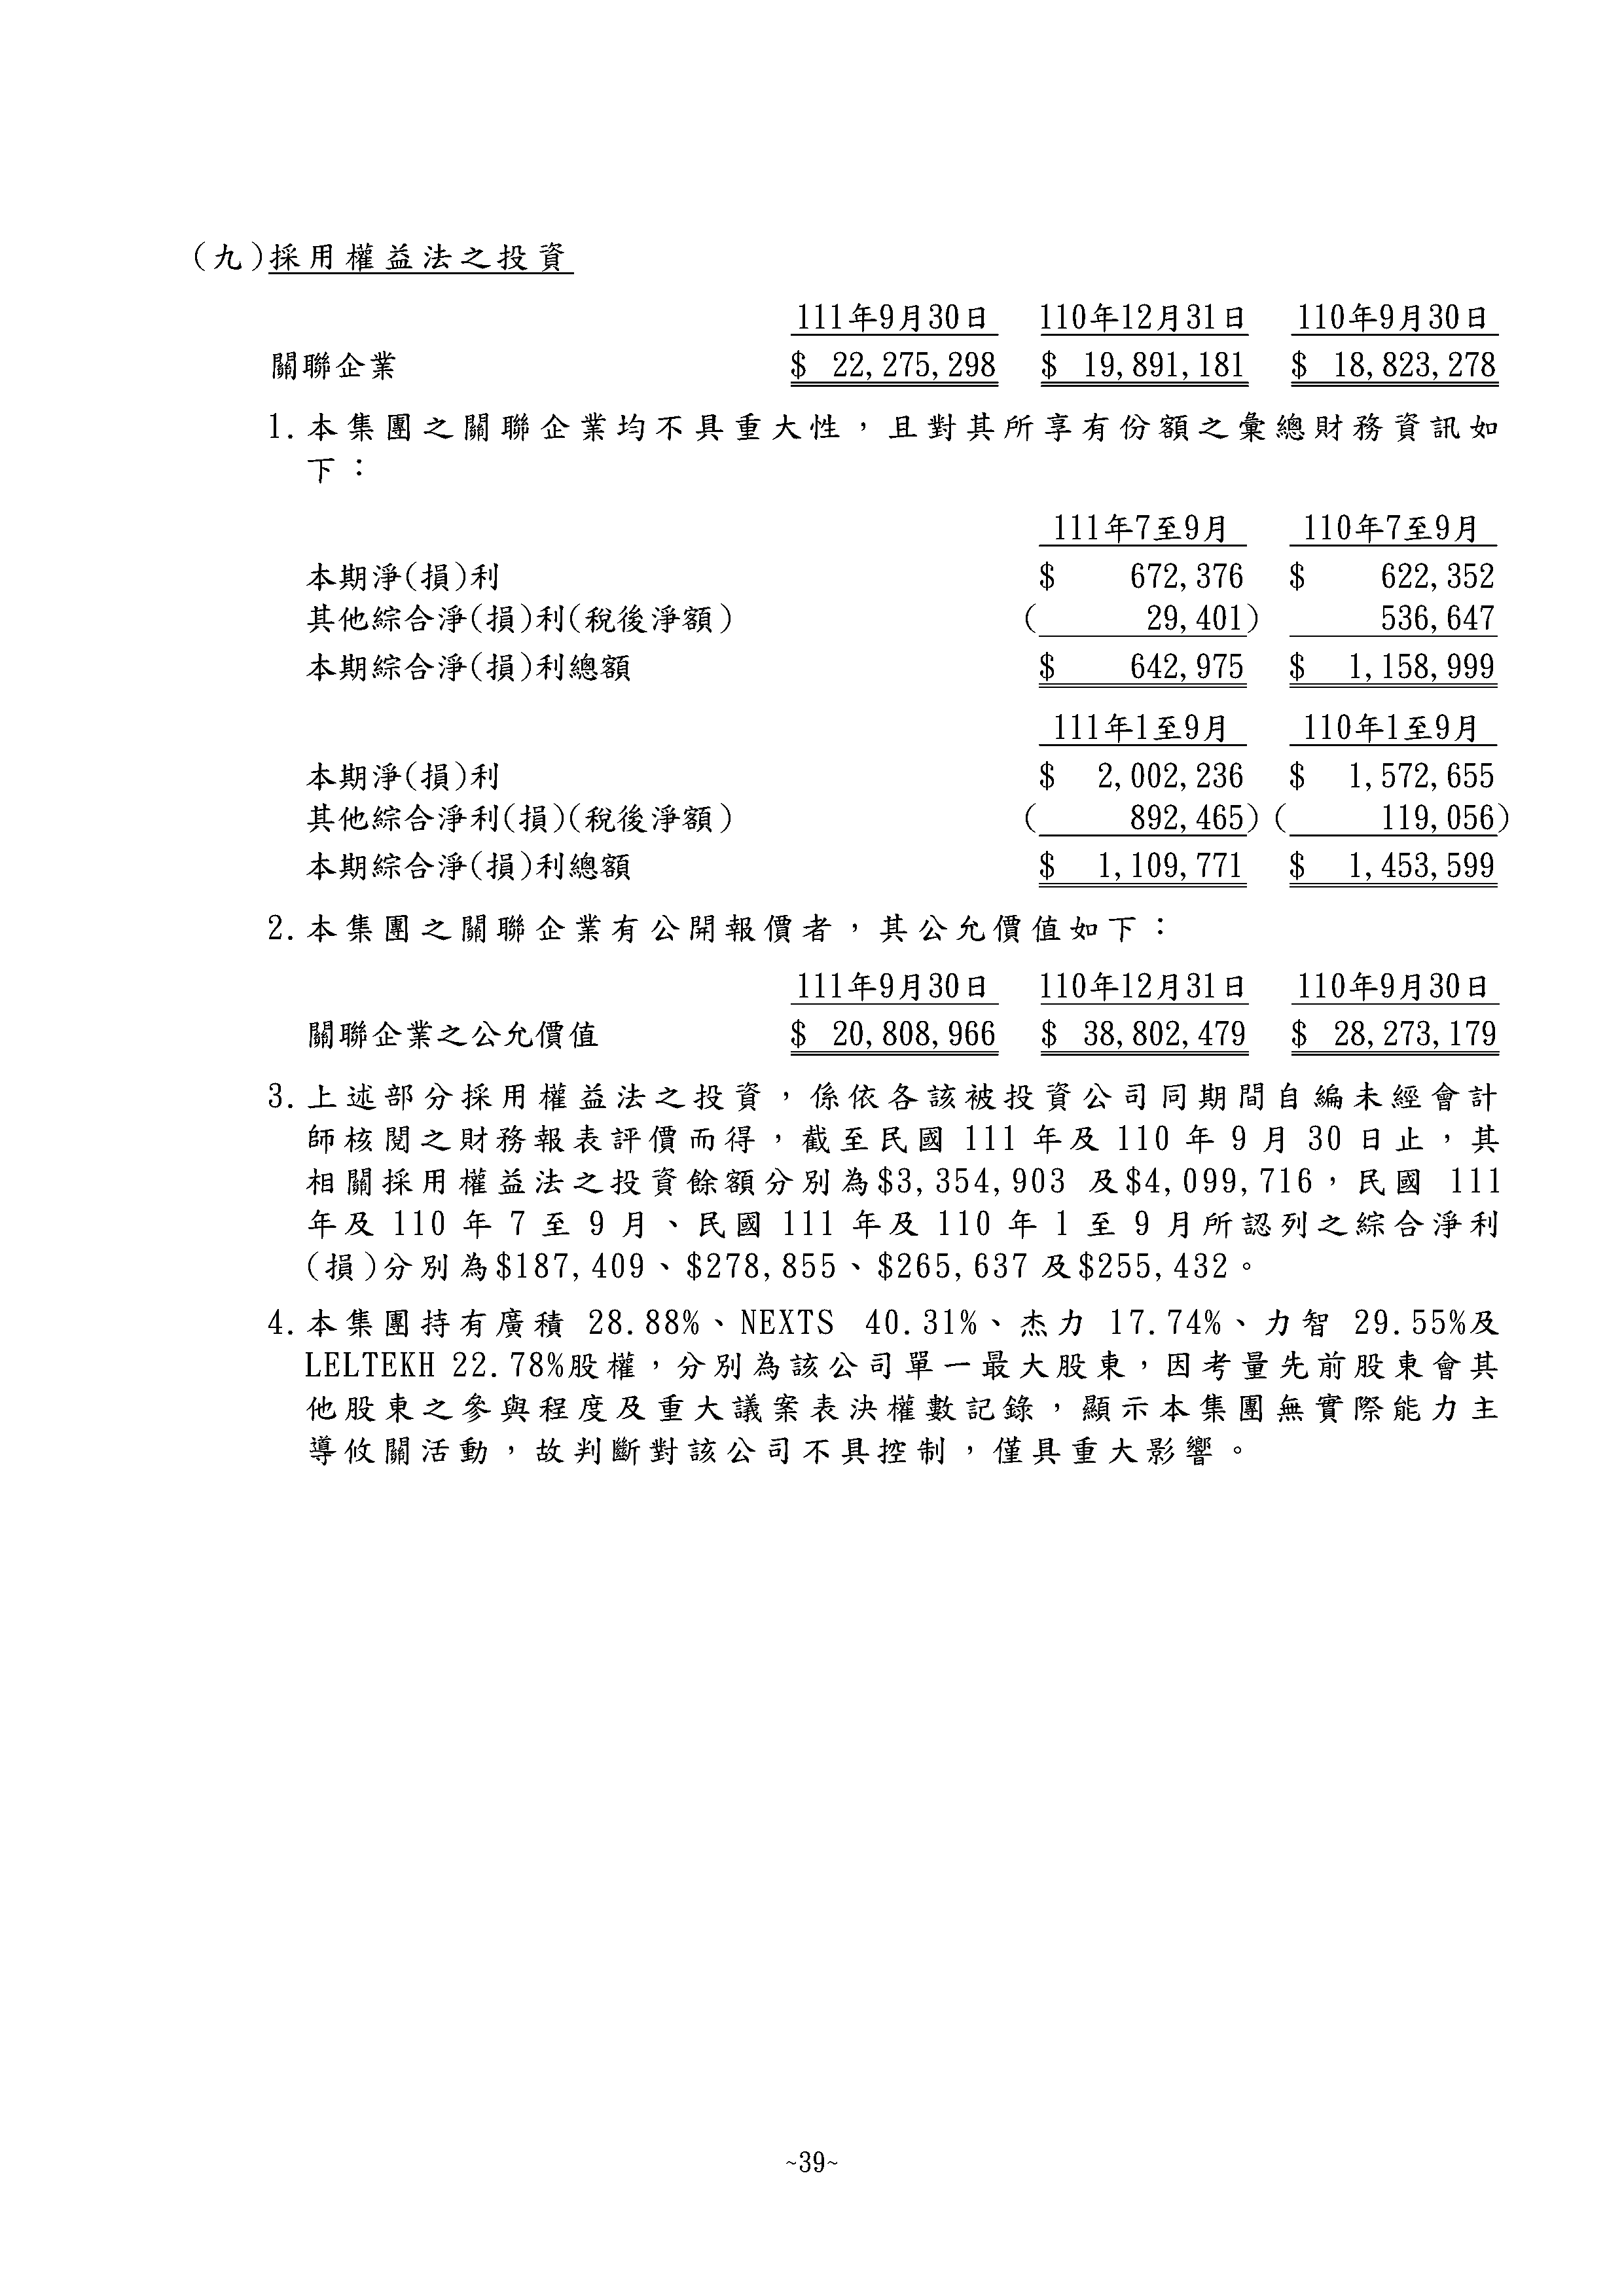 (九)採用權益法之投資
111年9月30日 110年12月31日 110年9月30日
關聯企業 $ 22,275,298 $ 19,891,181 $ 18,823,278
1.本集團之關聯企業均不具重大性，且對其所享有份額之彙總財務資訊如
下：
111年7至9月 110年7至9月
本期淨(損)利 $ 672,376 $ 622,352
其他綜合淨(損)利(稅後淨額) ( 29,401) 536,647
本期綜合淨(損)利總額 $ 642,975 $ 1,158,999
111年1至9月 110年1至9月
本期淨(損)利 $ 2,002,236 $ 1,572,655
其他綜合淨利(損)(稅後淨額) ( 892,465) ( 119,056)
本期綜合淨(損)利總額 $ 1,109,771 $ 1,453,599
2.本集團之關聯企業有公開報價者，其公允價值如下：
111年9月30日 110年12月31日 110年9月30日
關聯企業之公允價值 $ 20,808,966 $ 38,802,479 $ 28,273,179
3.上述部分採用權益法之投資，係依各該被投資公司同期間自編未經會計
師核閱之財務報表評價而得，截至民國 111 年及 110 年 9 月 30 日止，其
相關採用權益法之投資餘額分別為$3,354,903 及$4,099,716，民國 111
年及 110 年 7 至 9 月、民國 111 年及 110 年 1 至 9 月所認列之綜合淨利
(損)分別為$187,409、$278,855、$265,637 及$255,432。
4.本集團持有廣積 28.88%、NEXTS 40.31%、杰力 17.74%、力智 29.55%及
LELTEKH 22.78%股權，分別為該公司單一最大股東，因考量先前股東會其
他股東之參與程度及重大議案表決權數記錄，顯示本集團無實際能力主
導攸關活動，故判斷對該公司不具控制，僅具重大影響。
~39~